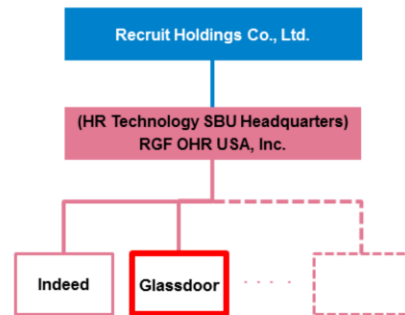 Recruit Holdings Co., Ltd.
(HR Technology SBU Headquarters)
RGF OHR USA, Inc.
Indeed
Glassdoor